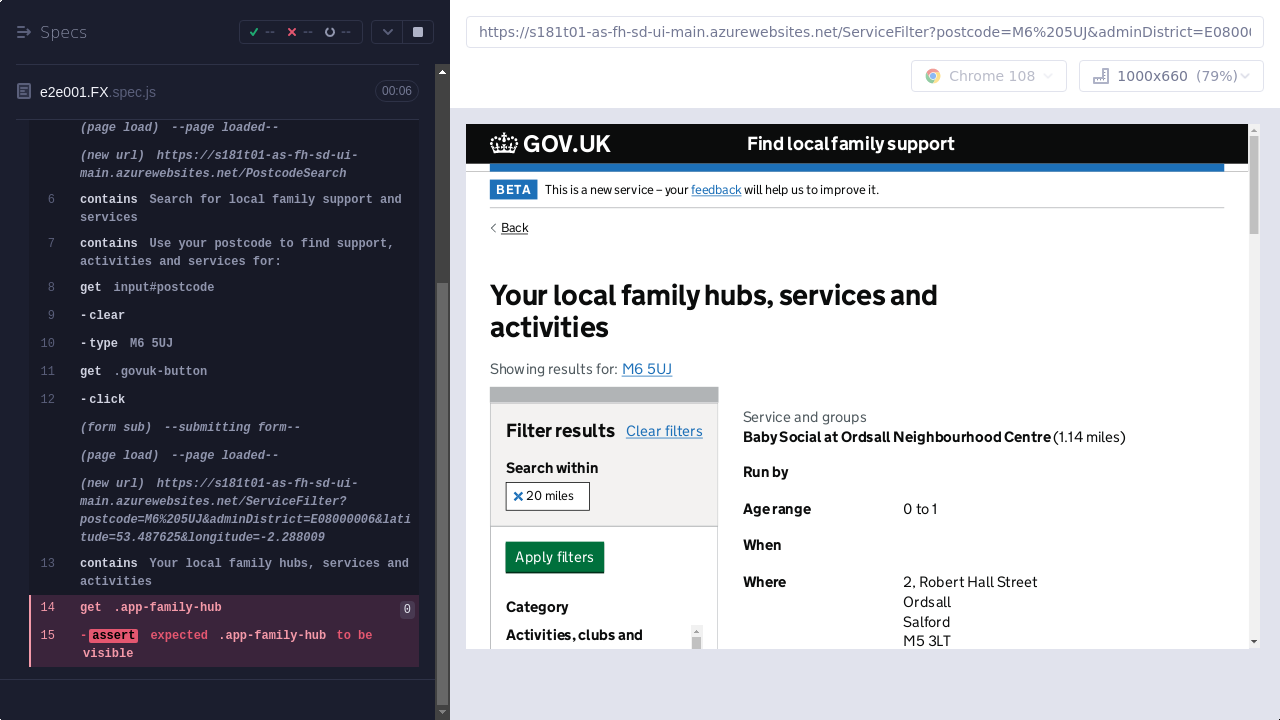 Specs
--
--
--
https://s181t01-as-fh-sd-ui-main.azurewebsites.net/ServiceFilter?postcode=M6%205UJ&adminDistrict=E0800
Chrome 108
1000x660 (79%)
e2e001.FX.spec.js
00:06
(page load) --page loaded--
(new url) https://s181t01-as-fh-sd-ui-
main.azurewebsites.net/PostcodeSearch
6 contains Search for local family support and
services
7 contains Use your postcode to find support,
activities and services for:
8 get input#postcode
9 -clear
10 -type M6 5UJ
11 get .govuk-button
12 -click
(form sub) --submitting form--
(page load) --page loaded--
(new url) https://s181t01-as-fh-sd-ui-
main.azurewebsites.net/ServiceFilter?
postcode=M6%205UJ&adminDistrict=E08000006&lati
tude=53.487625&longitude=-2.288009
13 contains Your local family hubs, services and
activities
14 get .app-family-hub 0
15 -assert expected .app-family-hub to be
visible
GOV.UK
Find local family support
BETA This is a new service – your feedback will help us to improve it.
Back
Your local family hubs, services and
activities
Showing results for: M6 5UJ
Filter results Clear filters
Search within
20 miles
Apply filters
Category
Activities, clubs and
Service and groups
Baby Social at Ordsall Neighbourhood Centre (1.14 miles)
Run by
Age range 0 to 1
When
Where 2, Robert Hall Street
Ordsall
Salford
M5 3LT